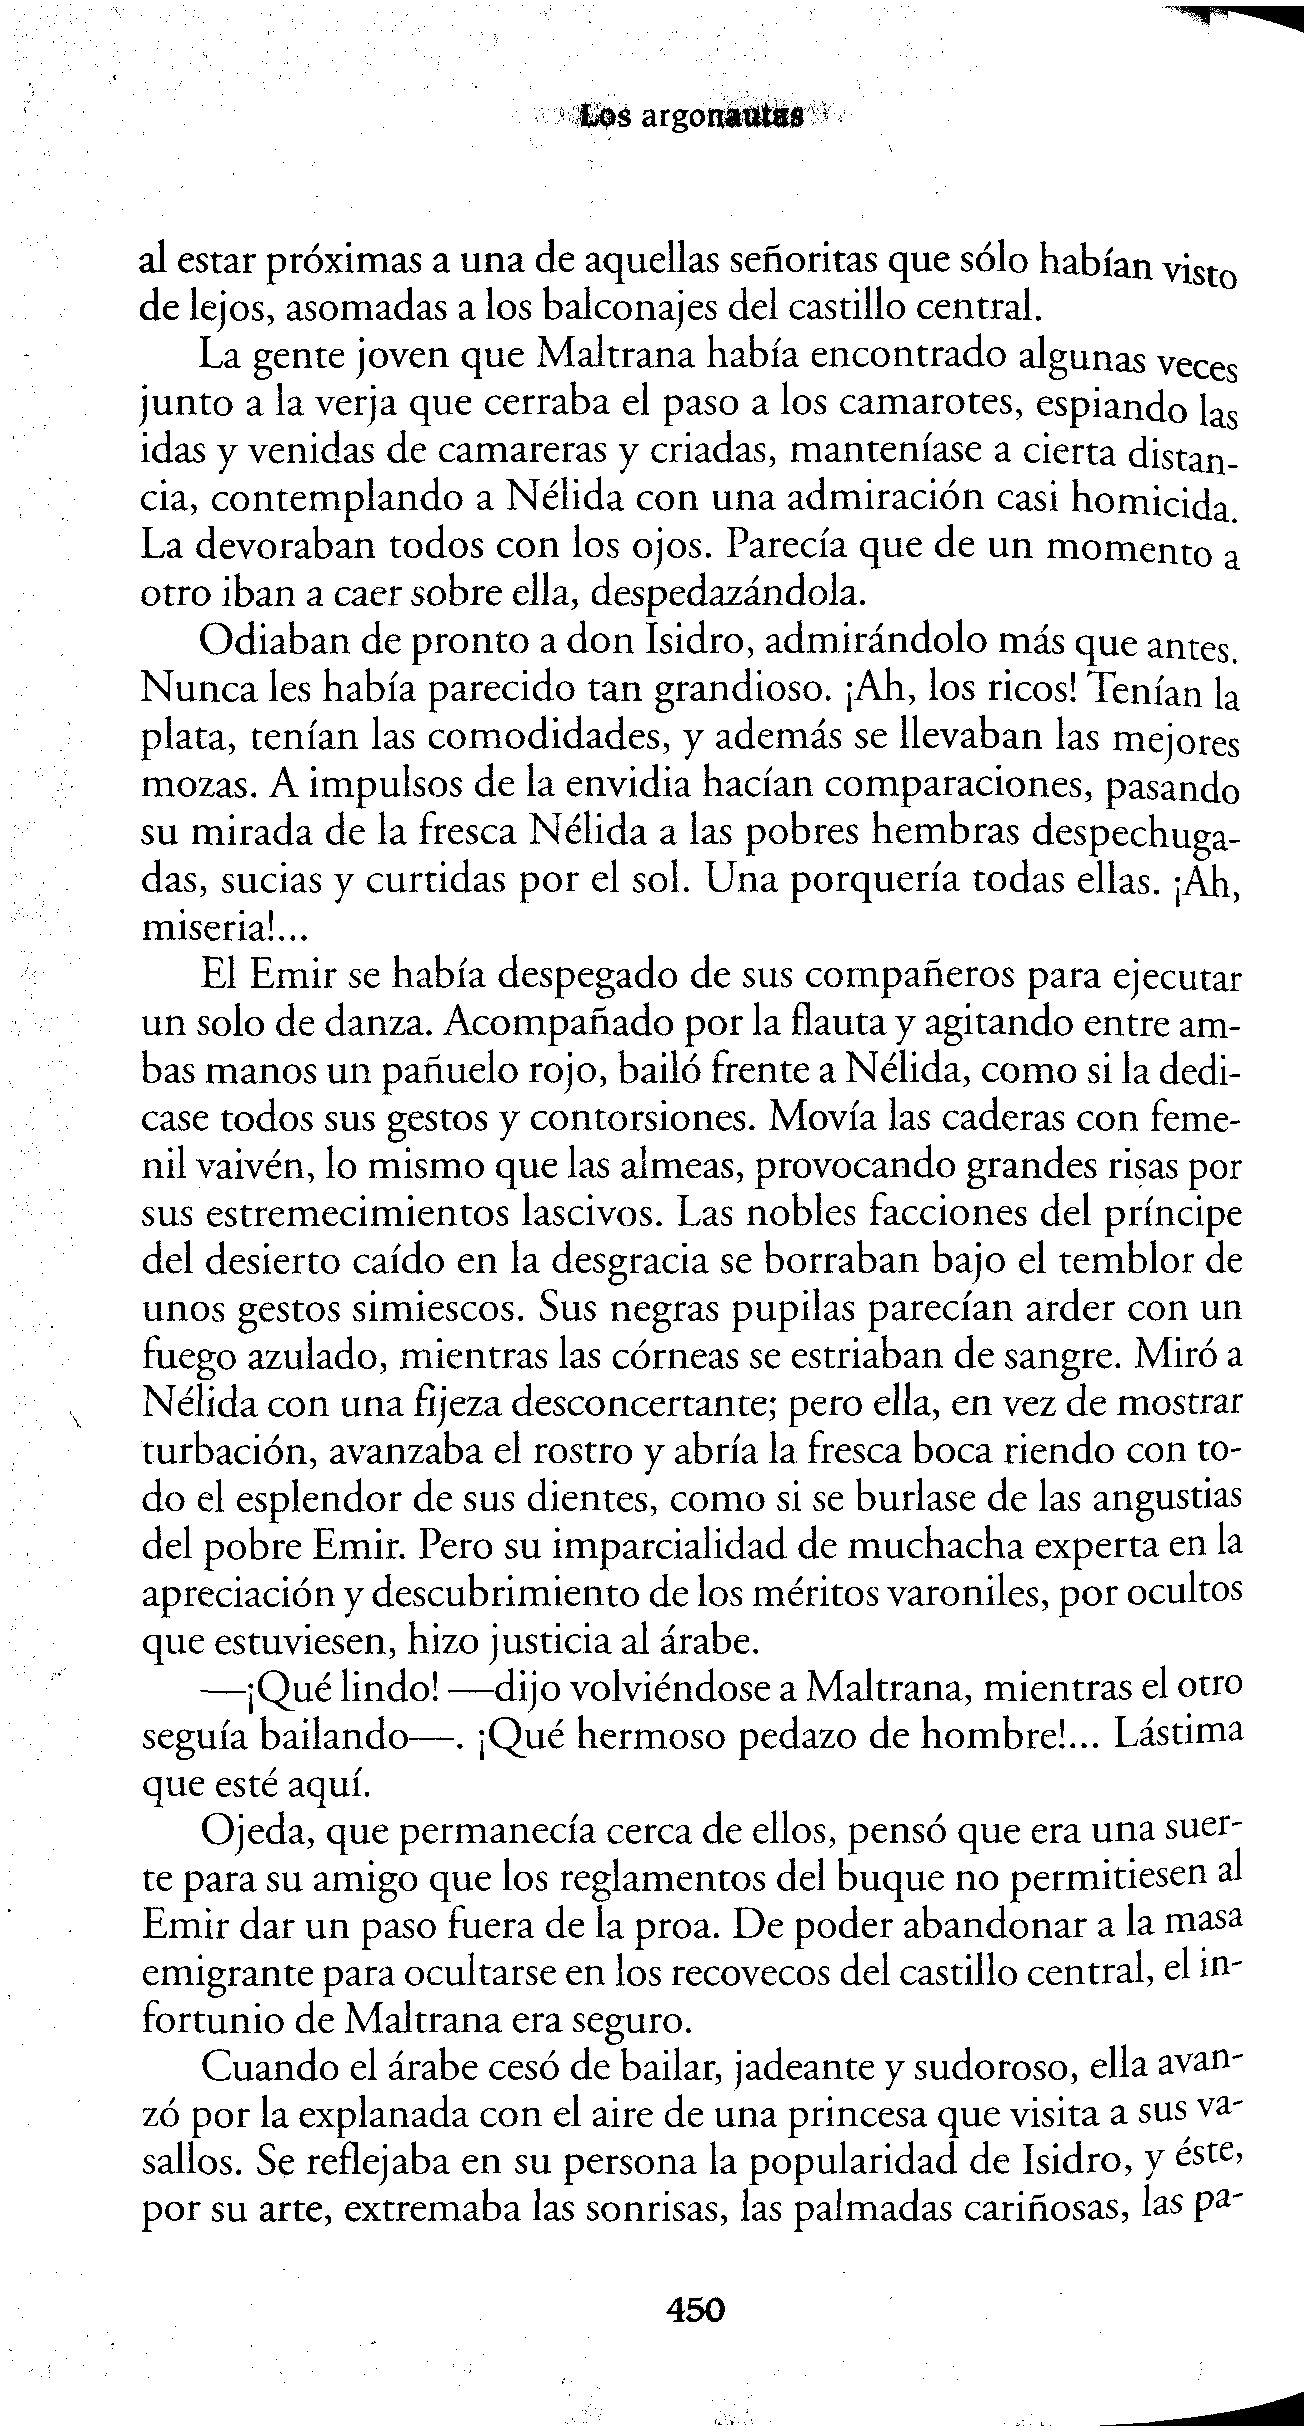 Los argonautas
al estar próximas a una de aquellas señoritas que sólo habían visto
de lejos, asomadas a los balconajes del castillo central.
La gente joven que Maltrana había encontrado algunas veces
junto a la verja que cerraba el paso a los camarotes, espiando las
idas y venidas de camareras y criadas, manteníase a cierta distan-
cia, contemplando a Nélida con una admiración casi homicida.
La devoraban todos con los ojos. Parecía que de un momento a
otro iban a caer sobre ella, despedazándola.
Odiaban de pronto a don Isidro, admirándolo más que antes.
Nunca les había parecido tan grandioso. ¡Ah, los ricos! Tenían la
plata, tenían las comodidades, y además se llevaban las mejores
mozas. A impulsos de la envidia hacían comparaciones, pasando
su mirada de la fresca Nélida a las pobres hembras despechuga-
das, sucias y curtidas por el sol. Una porquería todas ellas. ¡Ah,
miseria!...
El Emir se había despegado de sus compañeros para ejecutar
un solo de danza. Acompañado por la flauta y agitando entre am-
bas manos un pañuelo rojo, bailó frente a Nélida, como si la dedi-
case todos sus gestos y contorsiones. Movía las caderas con feme-
nil vaivén, lo mismo que las almeas, provocando grandes risas por
sus estremecimientos lascivos. Las nobles facciones del príncipe
del desierto caído en la desgracia se borraban bajo el temblor de
unos gestos simiescos. Sus negras pupilas parecían arder con un
fuego azulado, mientras las córneas se estriaban de sangre. Miró a
Nélida con una fijeza desconcertante; pero ella, en vez de mostrar
turbación, avanzaba el rostro y abría la fresca boca riendo con to-
do el esplendor de sus dientes, como si se burlase de las angustias
del pobre Emir. Pero su imparcialidad de muchacha experta en la
apreciación y descubrimiento de los méritos varoniles, por ocultos
que estuviesen, hizo justicia al árabe.
—¡Qué lindo! —dijo volviéndose a Maltrana, mientras el otro
seguía bailando—. ¡Qué hermoso pedazo de hombre!... Lástima
que esté aquí.
Ojeda, que permanecía cerca de ellos, pensó que era una suer-
te para su amigo que los reglamentos del buque no permitiesen al
Emir dar un paso fuera de la proa. De poder abandonar a la masa
emigrante para ocultarse en los recovecos del castillo central, el in-
fortunio de Maltrana era seguro.
Cuando el árabe cesó de bailar, jadeante y sudoroso, ella avan-
zó por la explanada con el aire de una princesa que visita a sus va-
sallos. Se reflejaba en su persona la popularidad de Isidro, y éste,
por su arte, extremaba las sonrisas, las palmadas cariñosas, las pa-
450